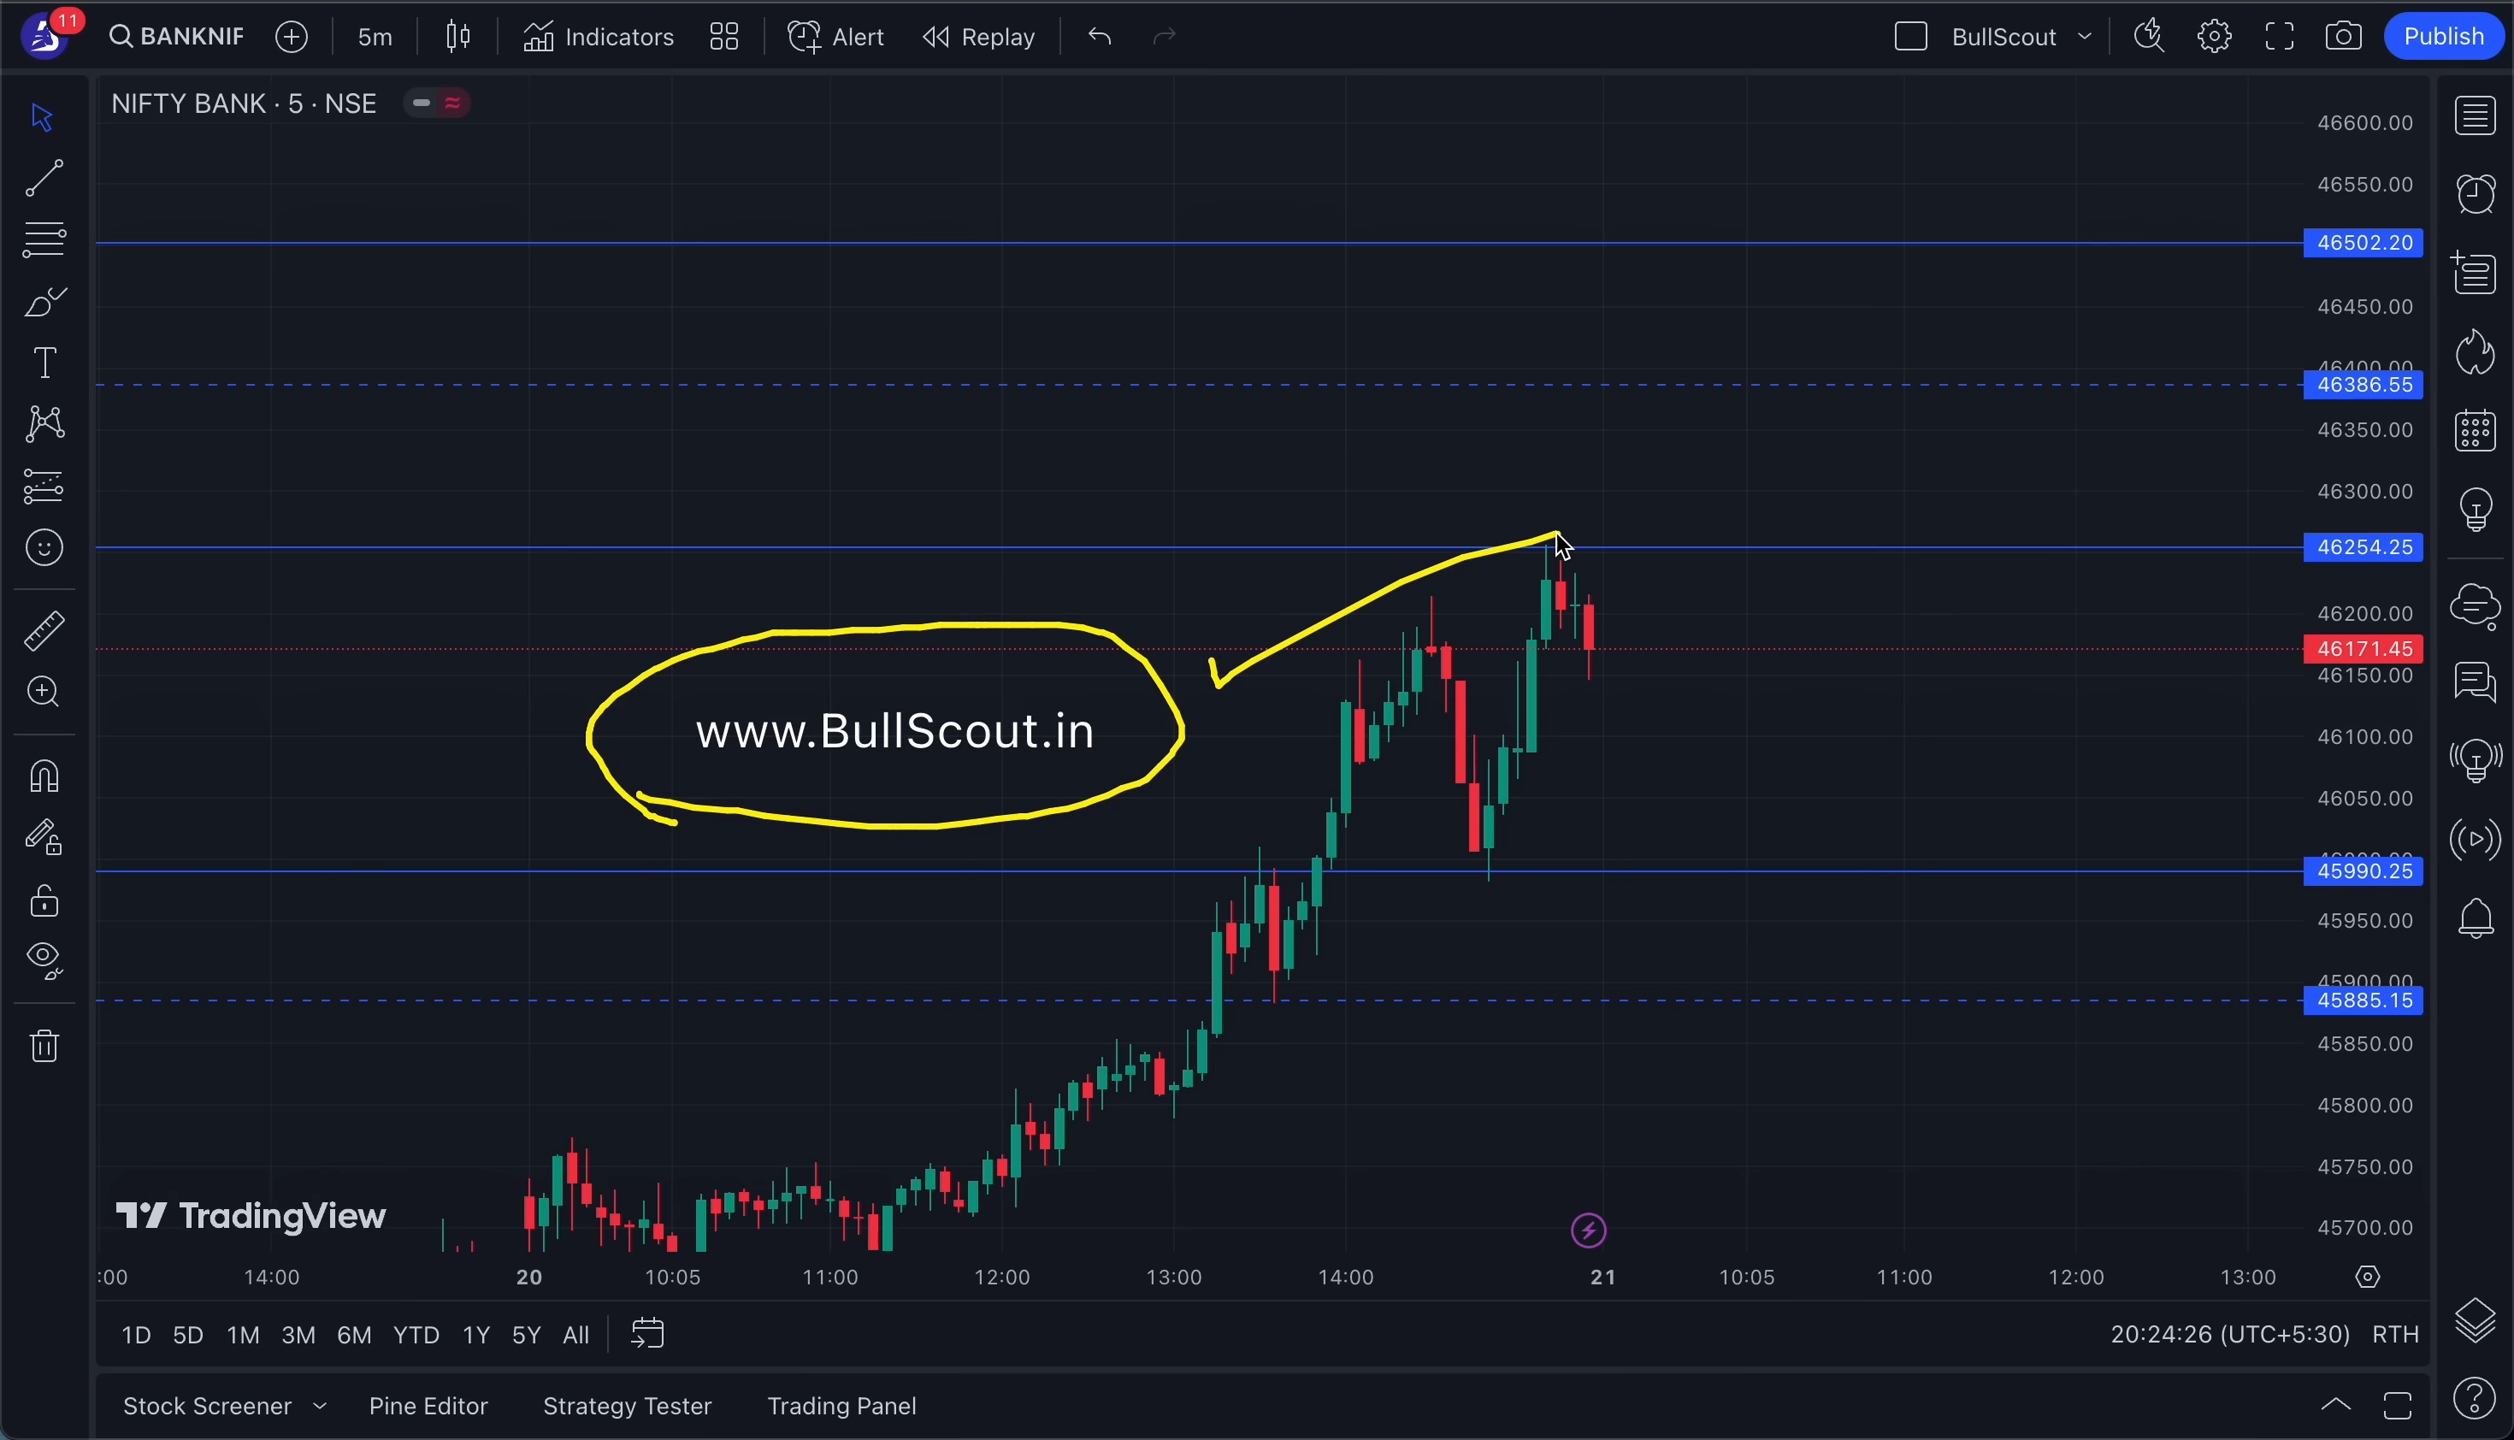 11
BANKNIF
5m
Indicators
Alert
Replay
BullScout
Publish
NIFTY BANK · 5 · NSE
46600.00
46550.00
46502.20
46450.00
46400.00
46386.55
46350.00
46300.00
46254.25
46200.00
46171.45
46150.00
www.BullScout.in
46100.00
46050.00
45990.25
45950.00
45900.00
45885.15
45850.00
45800.00
45750.00
TradingView
45700.00
:00 14:00 20 10:05 11:00 12:00 13:00 14:00 21 10:05 11:00 12:00 13:00
1D 5D 1M 3M 6M YTD 1Y 5Y All
20:24:26 (UTC+5:30) RTH
Stock Screener Pine Editor Strategy Tester Trading Panel